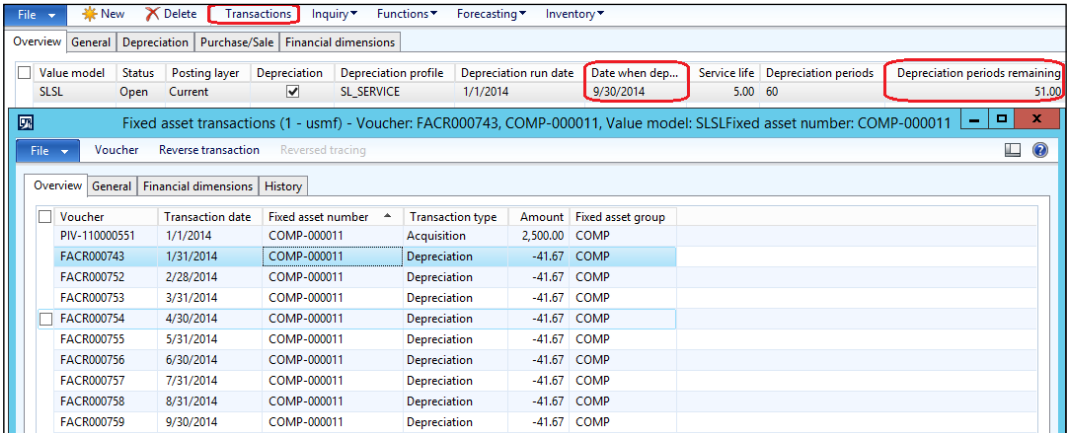 File New Delete Transactions Inquiry Functions Forecasting Inventory
Overview General Depreciation Purchase/Sale Financial dimensions
Value model Status Posting layer Depreciation Depreciation profile Depreciation run date Date when dep... Service life Depreciation periods Depreciation periods remaining
SLSL Open Current SL_SERVICE 1/1/2014 9/30/2014 5.00 60 51.00
Fixed asset transactions (1 - usmf) - Voucher: FACR000743, COMP-000011, Value model: SLSLFixed asset number: COMP-000011
File Voucher Reverse transaction Reversed tracing
Overview General Financial dimensions History
Voucher Transaction date Fixed asset number Transaction type Amount Fixed asset group
PIV-110000551 1/1/2014 COMP-000011 Acquisition 2,500.00 COMP
FACR000743 1/31/2014 COMP-000011 Depreciation -41.67 COMP
FACR000752 2/28/2014 COMP-000011 Depreciation -41.67 COMP
FACR000753 3/31/2014 COMP-000011 Depreciation -41.67 COMP
FACR000754 4/30/2014 COMP-000011 Depreciation -41.67 COMP
FACR000755 5/31/2014 COMP-000011 Depreciation -41.67 COMP
FACR000756 6/30/2014 COMP-000011 Depreciation -41.67 COMP
FACR000757 7/31/2014 COMP-000011 Depreciation -41.67 COMP
FACR000758 8/31/2014 COMP-000011 Depreciation -41.67 COMP
FACR000759 9/30/2014 COMP-000011 Depreciation -41.67 COMP